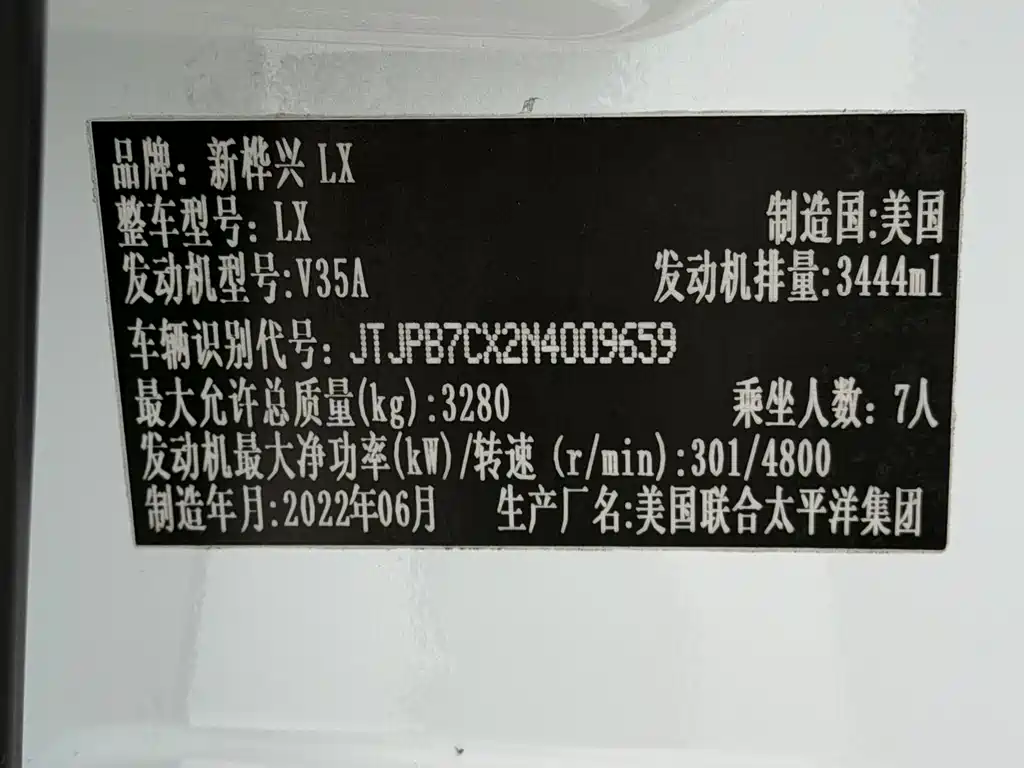 品牌：新桦兴 LX
整车型号：LX
制造国:美国
发动机型号:V35A
发动机排量:3444ml
车辆识别代号：JTJPB7CX2N4009659
最大允许总质量(kg):3280
乘坐人数：7人
发动机最大净功率(kW)/转速 (r/min):301/4800
制造年月:2022年06月
生产厂名:美国联合太平洋集团